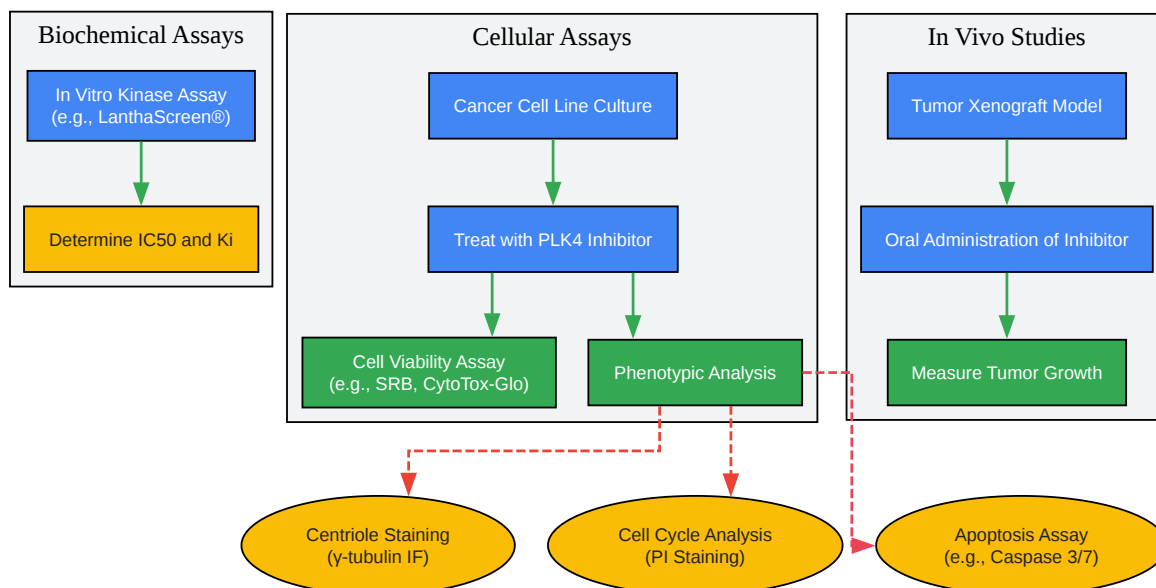 Biochemical Assays
In Vitro Kinase Assay
(e.g., LanthaScreen®)
Determine IC50 and Ki
Cellular Assays
Cancer Cell Line Culture
Treat with PLK4 Inhibitor
Cell Viability Assay
(e.g., SRB, CytoTox-Glo)
Phenotypic Analysis
In Vivo Studies
Tumor Xenograft Model
Oral Administration of Inhibitor
Measure Tumor Growth
Centriole Staining
(γ-tubulin IF)
Cell Cycle Analysis
(PI Staining)
Apoptosis Assay
(e.g., Caspase 3/7)